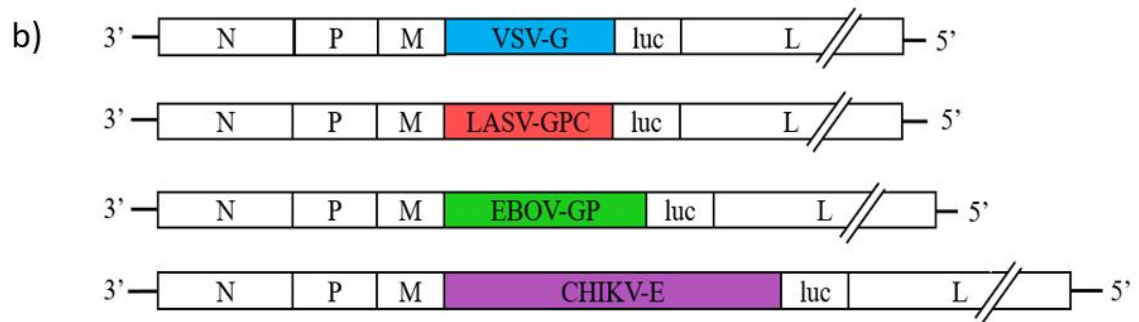 b) 3’ N P M VSV-G luc L 5’
3’ N P M LASV-GPC luc L 5’
3’ N P M EBOV-GP luc L 5’
3’ N P M CHIKV-E luc L 5’